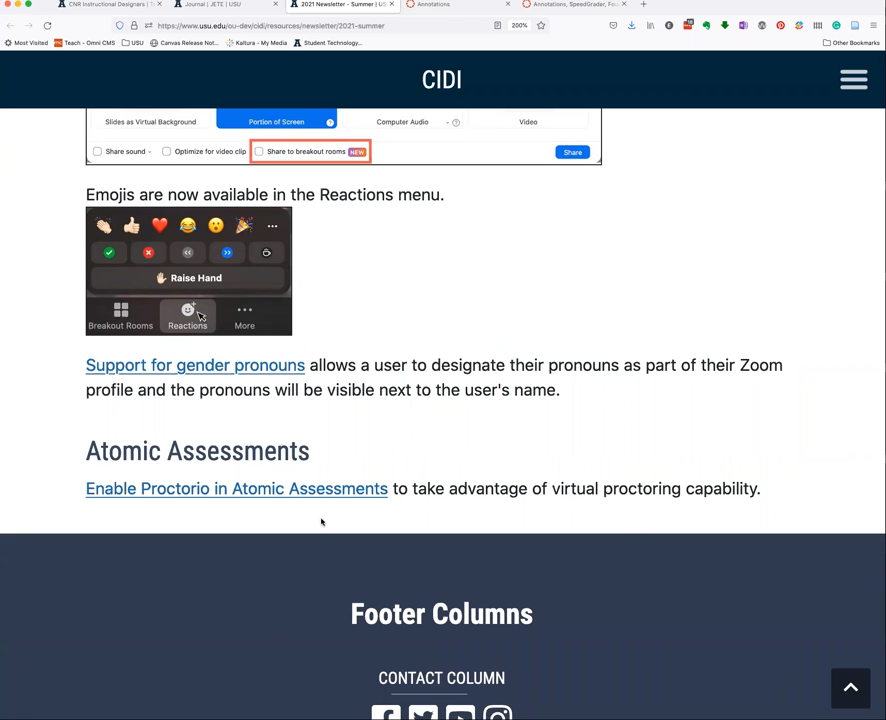 CNR Instructional Designers | T
Journal | JETE | USU
2021 Newsletter - Summer | US
Annotations
Annotations, SpeedGrader, Fou
https://www.usu.edu/ou-dev/cidi/resources/newsletter/2021-summer
200%
Most Visited
Teach - Omni CMS
USU
Canvas Release Not...
Kaltura - My Media
Student Technology...
Other Bookmarks
CIDI
Slides as Virtual Background
Portion of Screen
Computer Audio
Video
Share sound
Optimize for video clip
Share to breakout rooms NEW
Share
Emojis are now available in the Reactions menu.
Raise Hand
Breakout Rooms
Reactions
More
Support for gender pronouns allows a user to designate their pronouns as part of their Zoom
profile and the pronouns will be visible next to the user's name.
Atomic Assessments
Enable Proctorio in Atomic Assessments to take advantage of virtual proctoring capability.
Footer Columns
CONTACT COLUMN